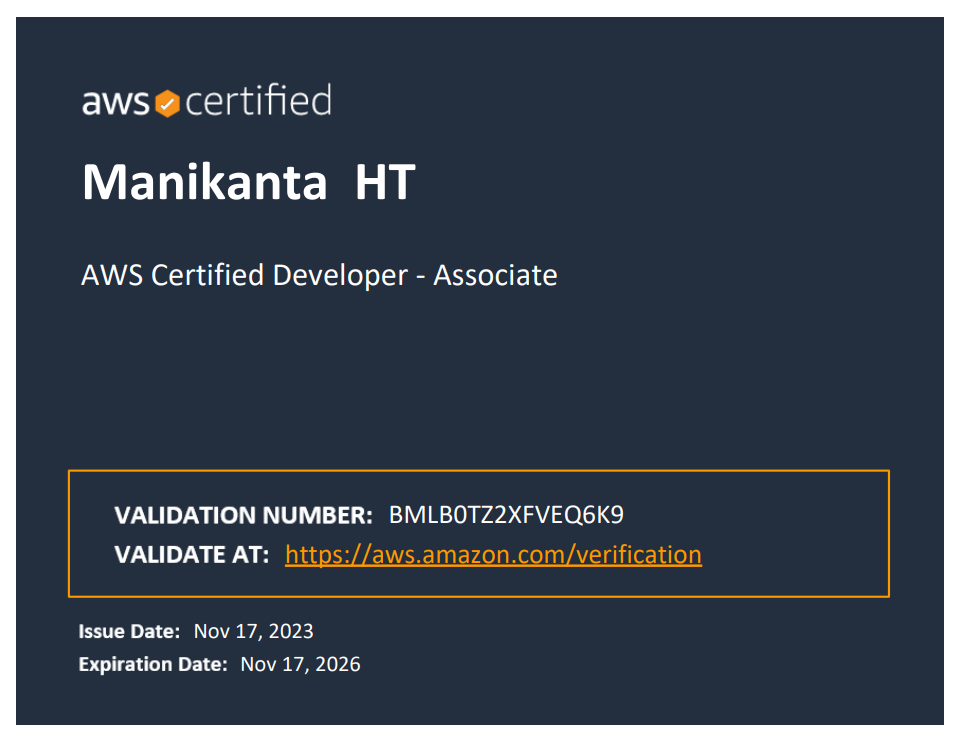 aws certified
Manikanta HT
AWS Certified Developer - Associate
VALIDATION NUMBER: BMLB0TZ2XFVEQ6K9
VALIDATE AT: https://aws.amazon.com/verification
Issue Date: Nov 17, 2023
Expiration Date: Nov 17, 2026